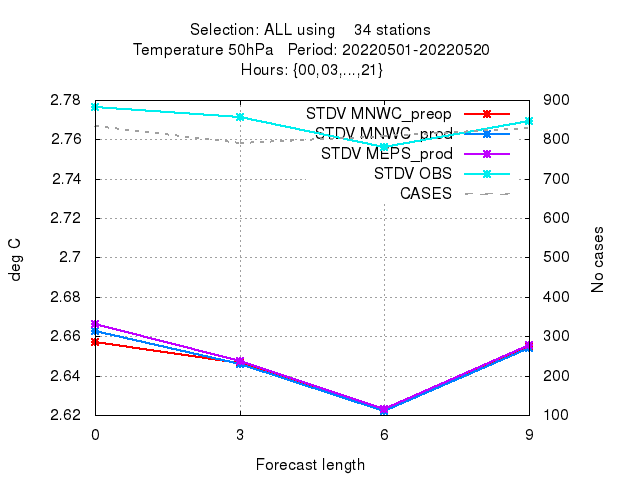 Selection: ALL using 34 stations
Temperature 50hPa Period: 20220501-20220520
Hours: {00,03,...,21}
2.78
2.76
2.74
2.72
2.7
2.68
2.66
2.64
2.62
deg C
STDV MNWC_preop
STDV MNWC_prod
STDV MEPS_prod
STDV OBS
CASES
900
800
700
600
500
400
300
200
100
No cases
0 3 6 9
Forecast length